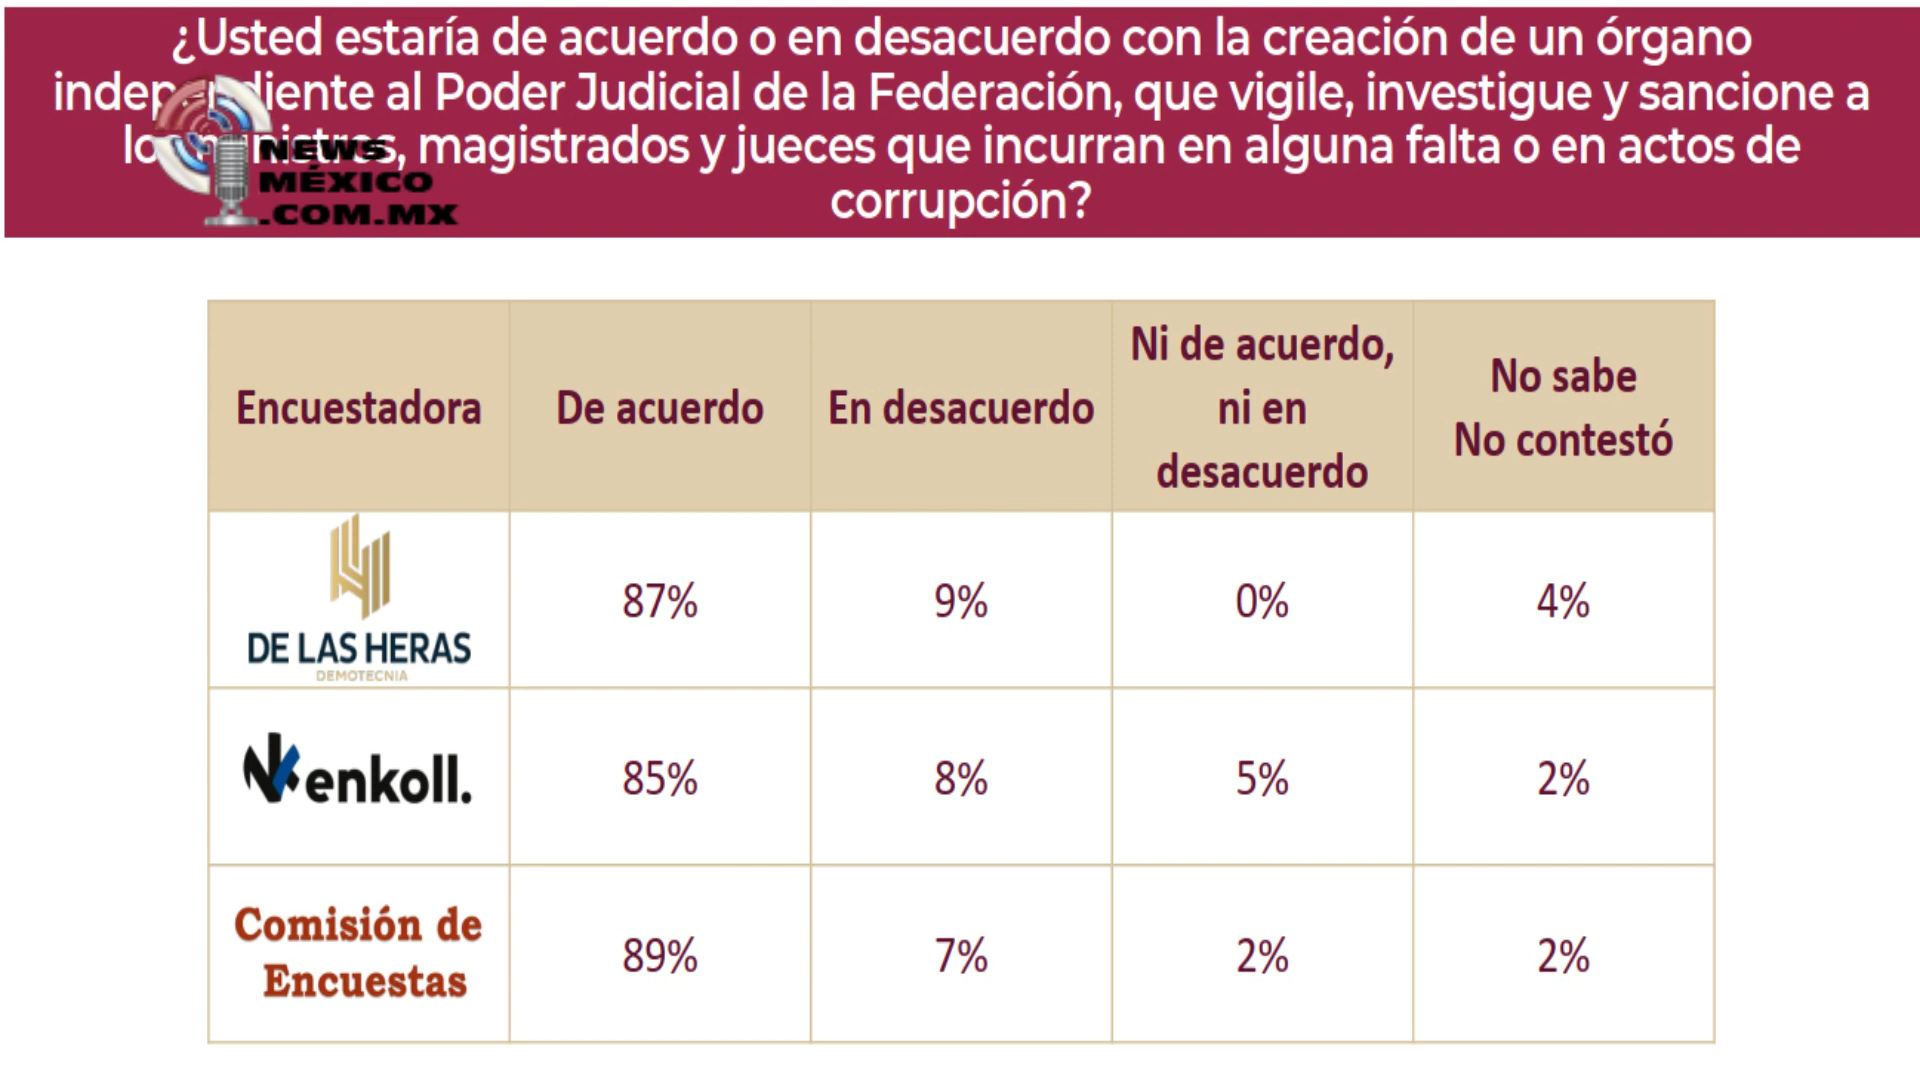 ¿Usted estaría de acuerdo o en desacuerdo con la creación de un órgano
independiente al Poder Judicial de la Federación, que vigile, investigue y sancione a
los ministros, magistrados y jueces que incurran en alguna falta o en actos de
corrupción?
NEWS
MÉXICO
.COM.MX
Encuestadora De acuerdo En desacuerdo Ni de acuerdo, ni en desacuerdo No sabe No contestó
DE LAS HERAS
DEMOTECNIA
87% 9% 0% 4%
enkoll.
85% 8% 5% 2%
Comisión de
Encuestas
89% 7% 2% 2%